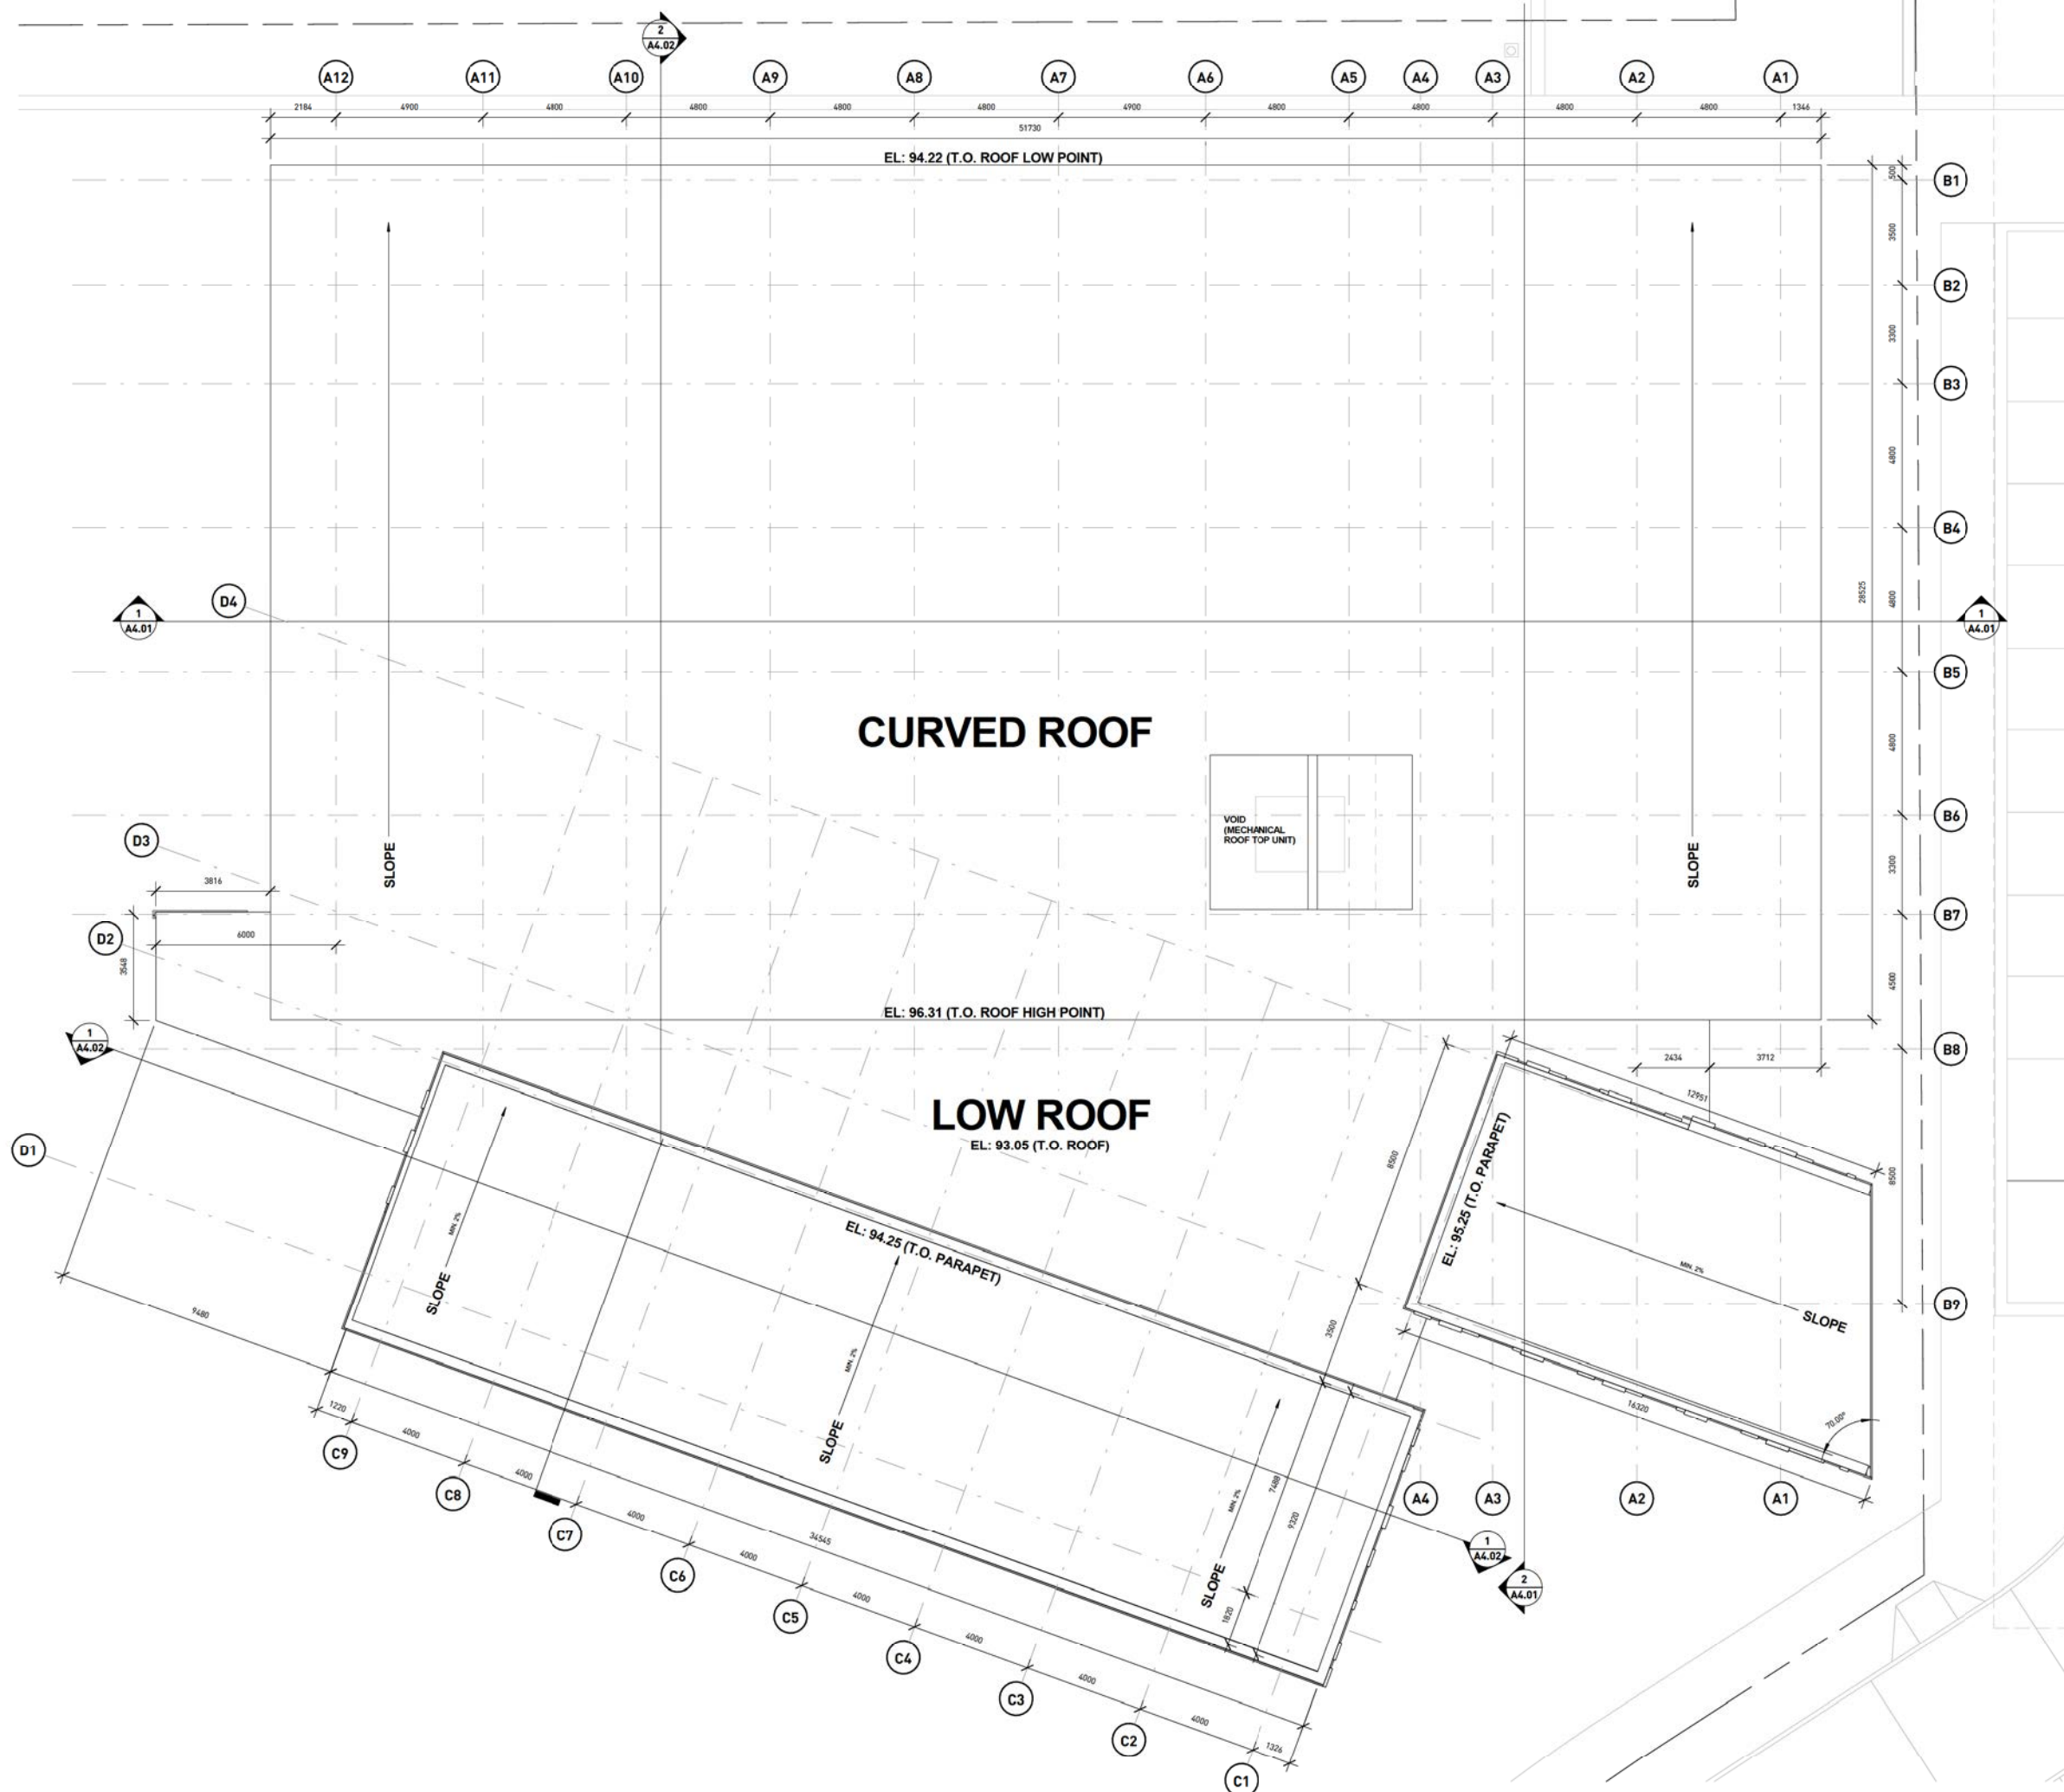 2
A4.02
A12 A11 A10 A9 A8 A7 A6 A5 A4 A3 A2 A1
2184 4900 4800 4800 4800 4800 4900 4800 4800 4800 4800 1346
51730
EL: 94.22 (T.O. ROOF LOW POINT)
500
B1
3500
B2
3300
B3
4800
B4
28525
4800
D4
1
A4.01
1
A4.01
B5
CURVED ROOF
4800
VOID
(MECHANICAL
ROOF TOP UNIT)
B6
D3
SLOPE
SLOPE
3300
3816
B7
D2
6000
3548
4500
EL: 96.31 (T.O. ROOF HIGH POINT)
1
A4.02
B8
2434 3712
12951
LOW ROOF
EL: 93.05 (T.O. ROOF)
D1
8500
8500
EL: 95.25 (T.O. PARAPET)
MIN. 2%
SLOPE
EL: 94.25 (T.O. PARAPET)
MIN. 2%
SLOPE
B9
9480
3500
MIN. 2%
SLOPE
16320
70.00°
1220
C9
4000
C8
4000
C7
4000
C6
4000
C5
4000
C4
4000
C3
4000
C2
4000
C1
1326
34545
MIN. 2%
SLOPE
7488
9320
1820
A4 A3 A2 A1
1
A4.02
2
A4.01